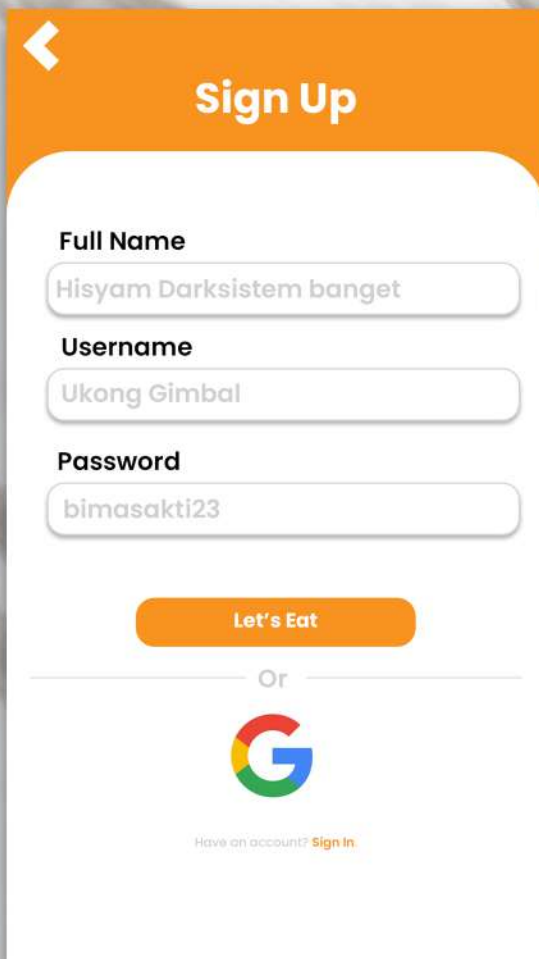 Sign Up
Full Name
Hisyam Darksistem banget
Username
Ukong Gimbal
Password
bimasakti23
Let's Eat
Or
Have an account? Sign In